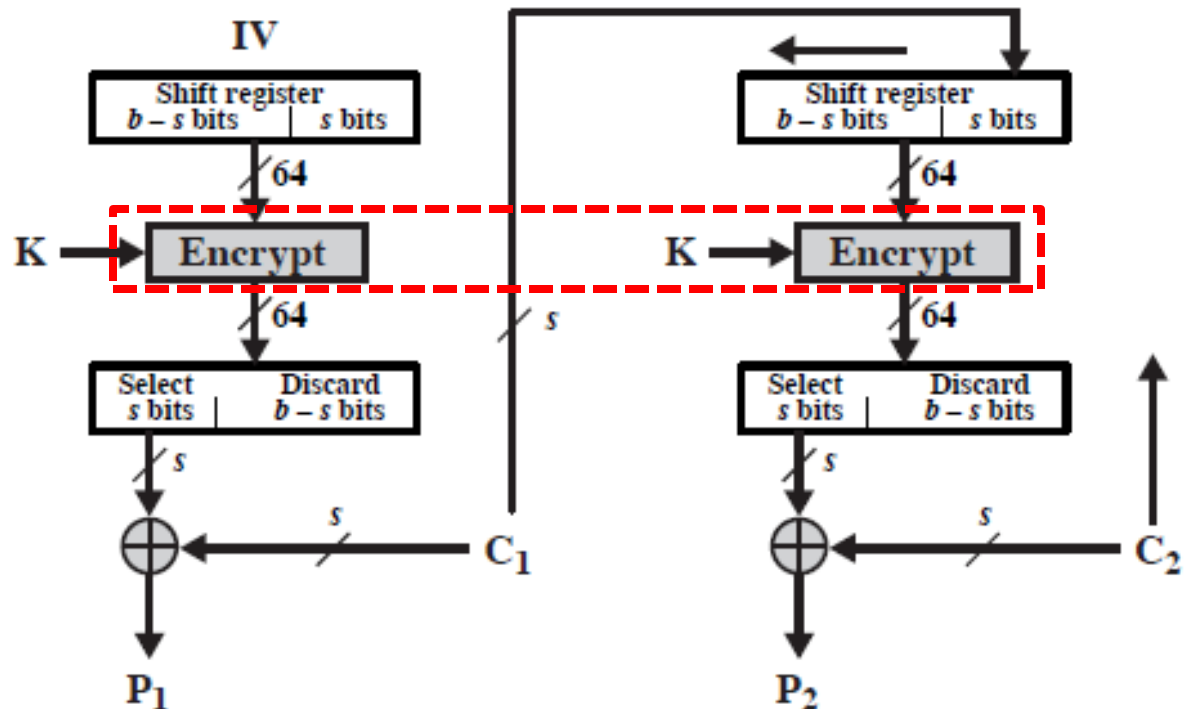 IV
Shift register
b – s bits | s bits
64
K
Encrypt
64
Select Discard
s bits b – s bits
s
s
C1
P1
s
Shift register
b – s bits | s bits
64
K
Encrypt
64
Select Discard
s bits b – s bits
s
s
C2
P2